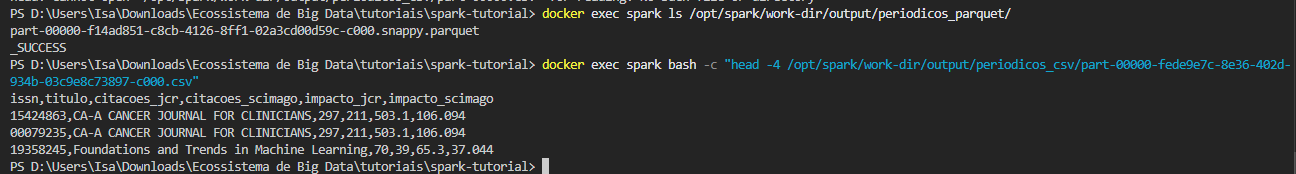 PS D:\Users\Isa\Downloads\Ecossistema de Big Data\tutoriais\spark-tutorial> docker exec spark ls /opt/spark/work-dir/output/periodicos_parquet/
part-00000-f14ad851-c8cb-4126-8ff1-02a3cd00d59c-c000.snappy.parquet
_SUCCESS
PS D:\Users\Isa\Downloads\Ecossistema de Big Data\tutoriais\spark-tutorial> docker exec spark bash -c "head -4 /opt/spark/work-dir/output/periodicos_csv/part-00000-fede9e7c-8e36-402d-
934b-03c9e8c73897-c000.csv"
issn,titulo,citacoes_jcr,citacoes_scimago,impacto_jcr,impacto_scimago
15424863,CA-A CANCER JOURNAL FOR CLINICIANS,297,211,503.1,106.094
00079235,CA-A CANCER JOURNAL FOR CLINICIANS,297,211,503.1,106.094
19358245,Foundations and Trends in Machine Learning,70,39,65.3,37.044
PS D:\Users\Isa\Downloads\Ecossistema de Big Data\tutoriais\spark-tutorial>